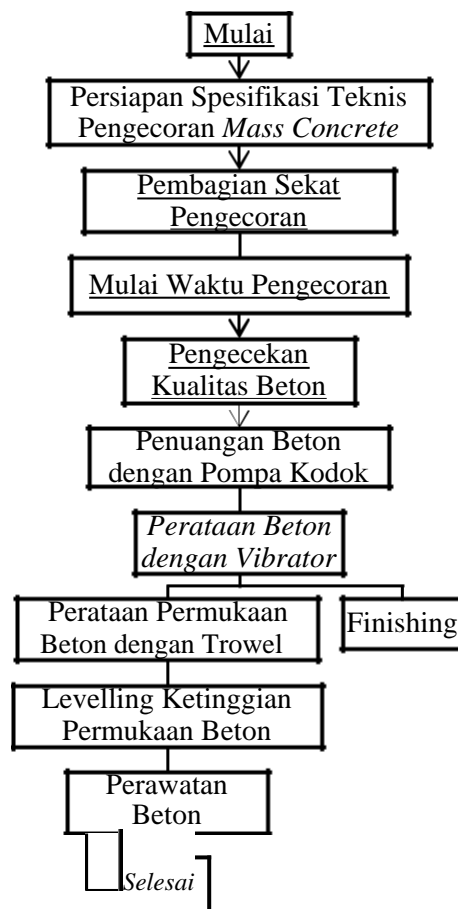 Mulai
Persiapan Spesifikasi Teknis
Pengecoran Mass Concrete
Pembagian Sekat
Pengecoran
Mulai Waktu Pengecoran
Pengecekan
Kualitas Beton
Penuangan Beton
dengan Pompa Kodok
Perataan Beton
dengan Vibrator
Perataan Permukaan
Beton dengan Trowel
Finishing
Levelling Ketinggian
Permukaan Beton
Perawatan
Beton
Selesai